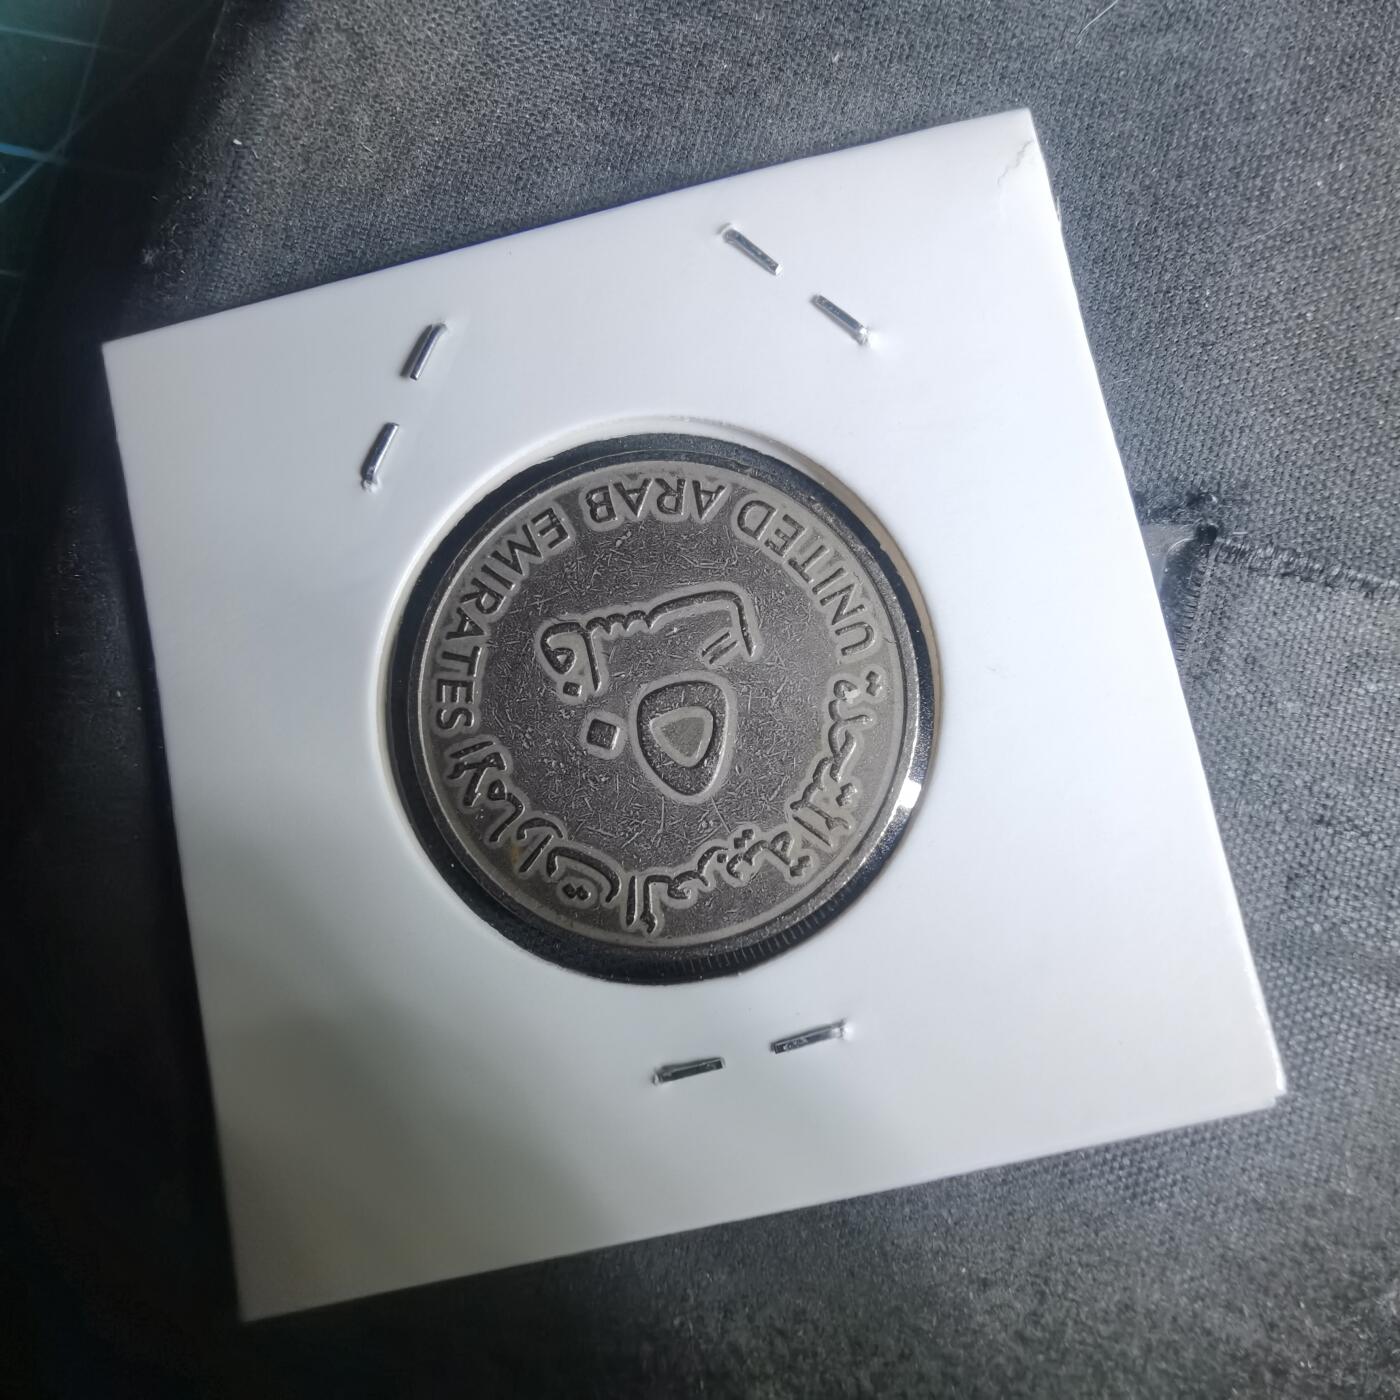 الإمارات العربية المتحدة
٥٠
فلسا
UNITED ARAB EMIRATES